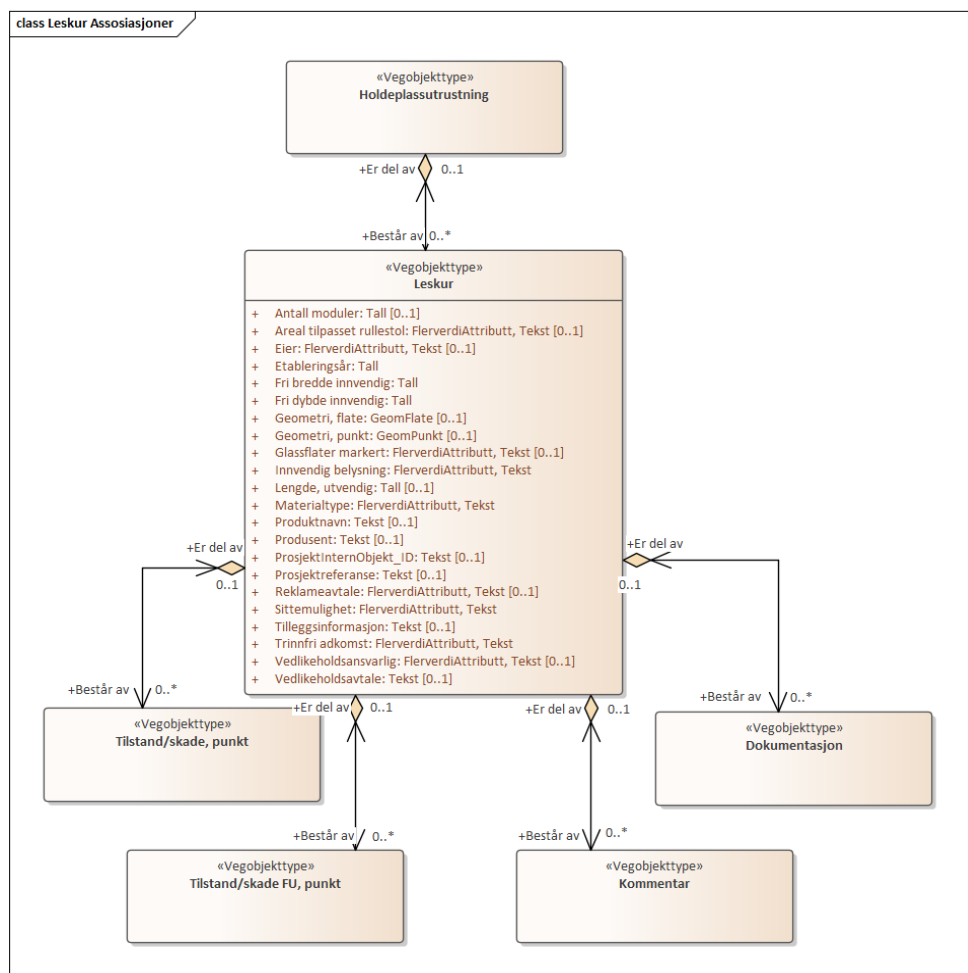 class Leskur Assosiasjoner
«Vegobjekttype»
Holdeplassutrustning
+Er del av 0..1
+Består av 0..*
«Vegobjekttype»
Leskur
+ Antall moduler: Tall [0..1]
+ Areal tilpasset rullestol: FlerverdiAttributt, Tekst [0..1]
+ Eier: FlerverdiAttributt, Tekst [0..1]
+ Etableringsår: Tall
+ Fri bredde innvendig: Tall
+ Fri dybde innvendig: Tall
+ Geometri, flate: GeomFlate [0..1]
+ Geometri, punkt: GeomPunkt [0..1]
+ Glassflater markert: FlerverdiAttributt, Tekst [0..1]
+ Innvendig belysning: FlerverdiAttributt, Tekst
+ Lengde, utvendig: Tall [0..1]
+ Materialtype: FlerverdiAttributt, Tekst
+ Produktnavn: Tekst [0..1]
+ Produsent: Tekst [0..1]
+ ProsjektInternObjekt_ID: Tekst [0..1]
+ Prosjektreferanse: Tekst [0..1]
+ Reklameavtale: FlerverdiAttributt, Tekst [0..1]
+ Sittemulighet: FlerverdiAttributt, Tekst
+ Tilleggsinformasjon: Tekst [0..1]
+ Trinnfri adkomst: FlerverdiAttributt, Tekst
+ Vedlikeholdsansvarlig: FlerverdiAttributt, Tekst [0..1]
+ Vedlikeholdsavtale: Tekst [0..1]
+Er del av
0..1
+Består av 0..*
«Vegobjekttype»
Tilstand/skade, punkt
+Er del av 0..1
+Består av 0..*
«Vegobjekttype»
Tilstand/skade FU, punkt
+Er del av 0..1
+Består av 0..*
«Vegobjekttype»
Kommentar
+Er del av
0..1
+Består av 0..*
«Vegobjekttype»
Dokumentasjon